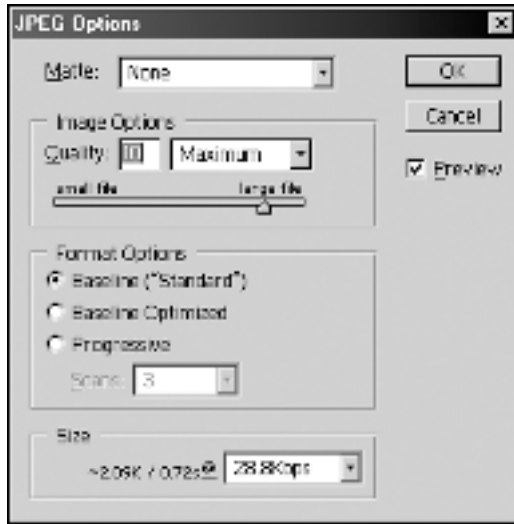 JPEG Options
Matte: None
OK
Cancel
Preview
Image Options
Quality: 10 Maximum
small file large file
Format Options
Baseline ("Standard")
Baseline Optimized
Progressive
Scans: 3
Size
~2.09K / 0.72s @ 28.8Kbps